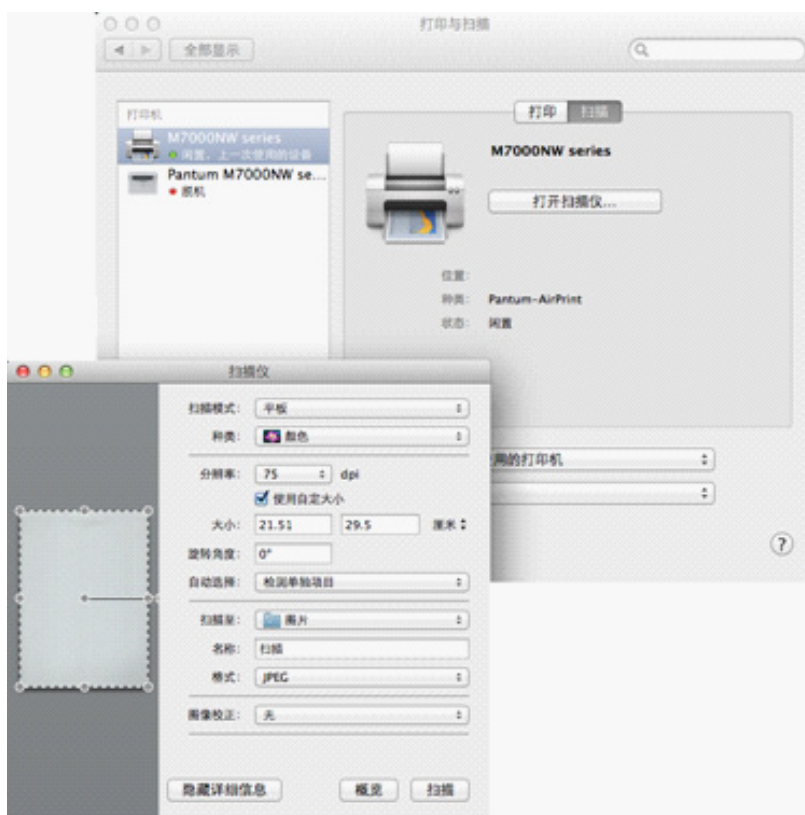 打印与扫描
全部显示
打印机
M7000NW series
闲置，上一次使用的设备
Pantum M7000NW se...
脱机
打印 扫描
M7000NW series
打开扫描仪...
位置:
种类: Pantum-AirPrint
状态: 闲置
使用的打印机
?
扫描仪
扫描模式: 平板
种类: 颜色
分辨率: 75 dpi
使用自定大小
大小: 21.51 29.5 厘米
旋转角度: 0°
自动选择: 检测单独项目
扫描至: 图片
名称: 扫描
格式: JPEG
图像校正: 无
隐藏详细信息 概览 扫描